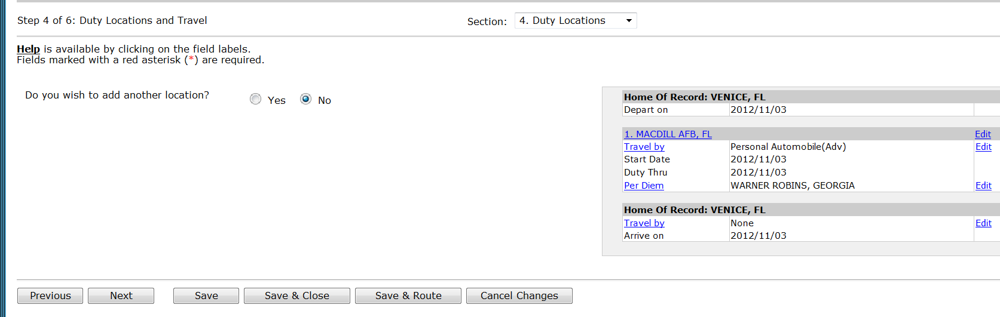 Step 4 of 6: Duty Locations and Travel
Section: 4. Duty Locations
Help is available by clicking on the field labels.
Fields marked with a red asterisk (*) are required.
Do you wish to add another location? Yes No
Home Of Record: VENICE, FL
Depart on 2012/11/03
1. MACDILL AFB, FL Edit
Travel by Personal Automobile(Adv) Edit
Start Date 2012/11/03
Duty Thru 2012/11/03
Per Diem WARNER ROBINS, GEORGIA Edit
Home Of Record: VENICE, FL
Travel by None Edit
Arrive on 2012/11/03
Previous Next Save Save & Close Save & Route Cancel Changes